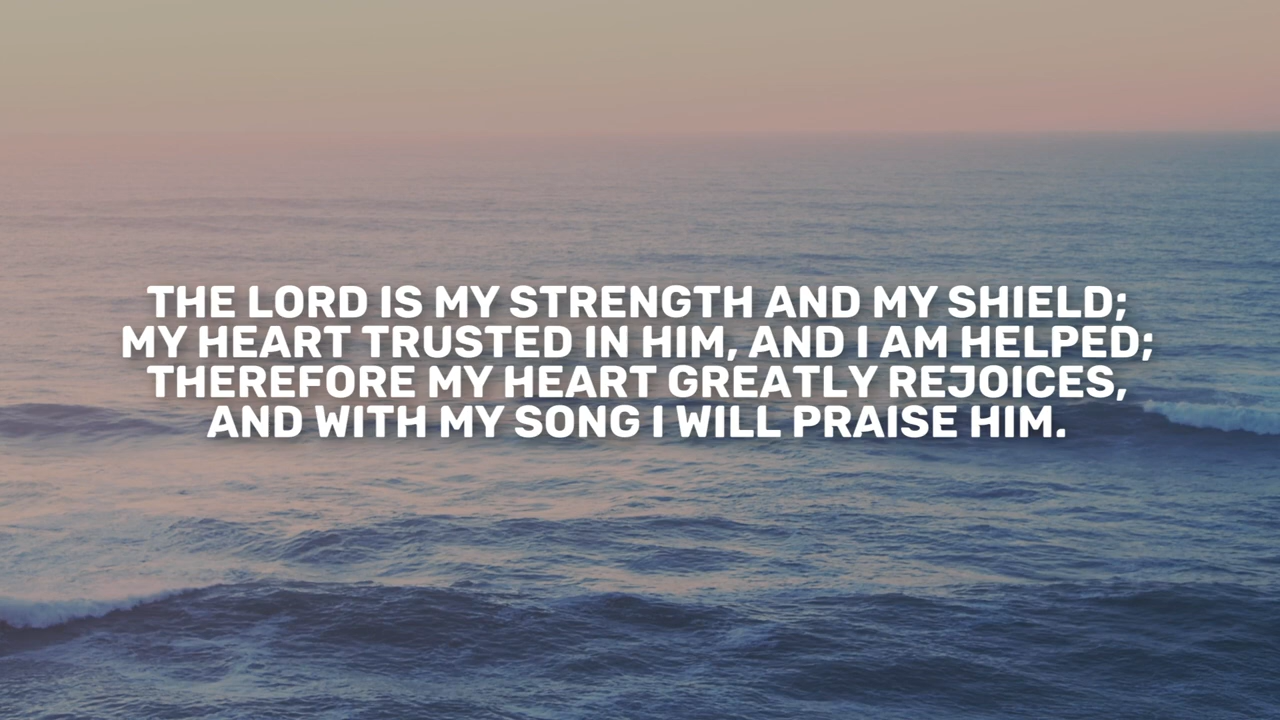 THE LORD IS MY STRENGTH AND MY SHIELD;
MY HEART TRUSTED IN HIM, AND I AM HELPED;
THEREFORE MY HEART GREATLY REJOICES,
AND WITH MY SONG I WILL PRAISE HIM.